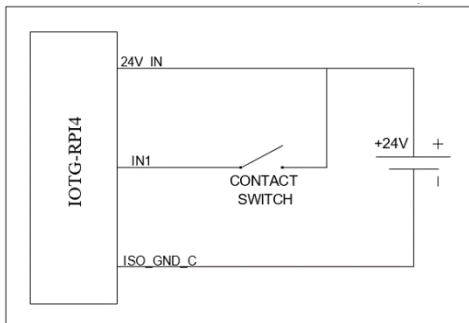 24V_IN
IOTG-RPI4
+24V
+
IN1
CONTACT
SWITCH
-
ISO_GND_C